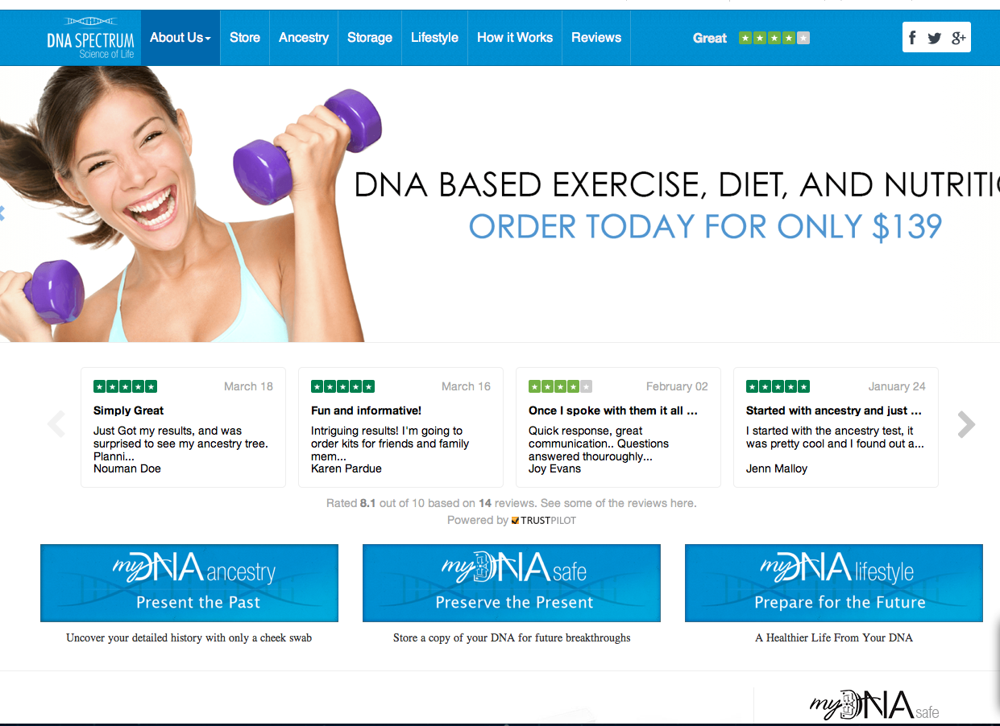 DNA SPECTRUM
Science of Life
About Us
Store
Ancestry
Storage
Lifestyle
How it Works
Reviews
Great
f
8+
DNA BASED EXERCISE, DIET, AND NUTRITI
ORDER TODAY FOR ONLY $139
March 18
Simply Great
Just Got my results, and was
surprised to see my ancestry tree.
Planni...
Nouman Doe
March 16
Fun and informative!
Intriguing results! I'm going to
order kits for friends and family
mem...
Karen Pardue
February 02
Once I spoke with them it all ...
Quick response, great
communication.. Questions
answered thouroughly...
Joy Evans
January 24
Started with ancestry and just ...
I started with the ancestry test, it
was pretty cool and I found out a...
Jenn Malloy
Rated 8.1 out of 10 based on 14 reviews. See some of the reviews here.
Powered by TRUSTPILOT
myDNA ancestry
Present the Past
Uncover your detailed history with only a cheek swab
myDNA safe
Preserve the Present
Store a copy of your DNA for future breakthroughs
myDNA lifestyle
Prepare for the Future
A Healthier Life From Your DNA
myDNA safe